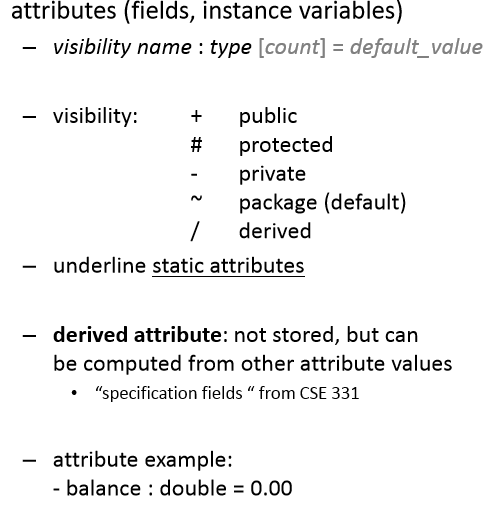 attributes (fields, instance variables)
– visibility name : type [count] = default_value
– visibility: + public
# protected
- private
~ package (default)
/ derived
– underline static attributes
– derived attribute: not stored, but can
be computed from other attribute values
• “specification fields “ from CSE 331
– attribute example:
- balance : double = 0.00